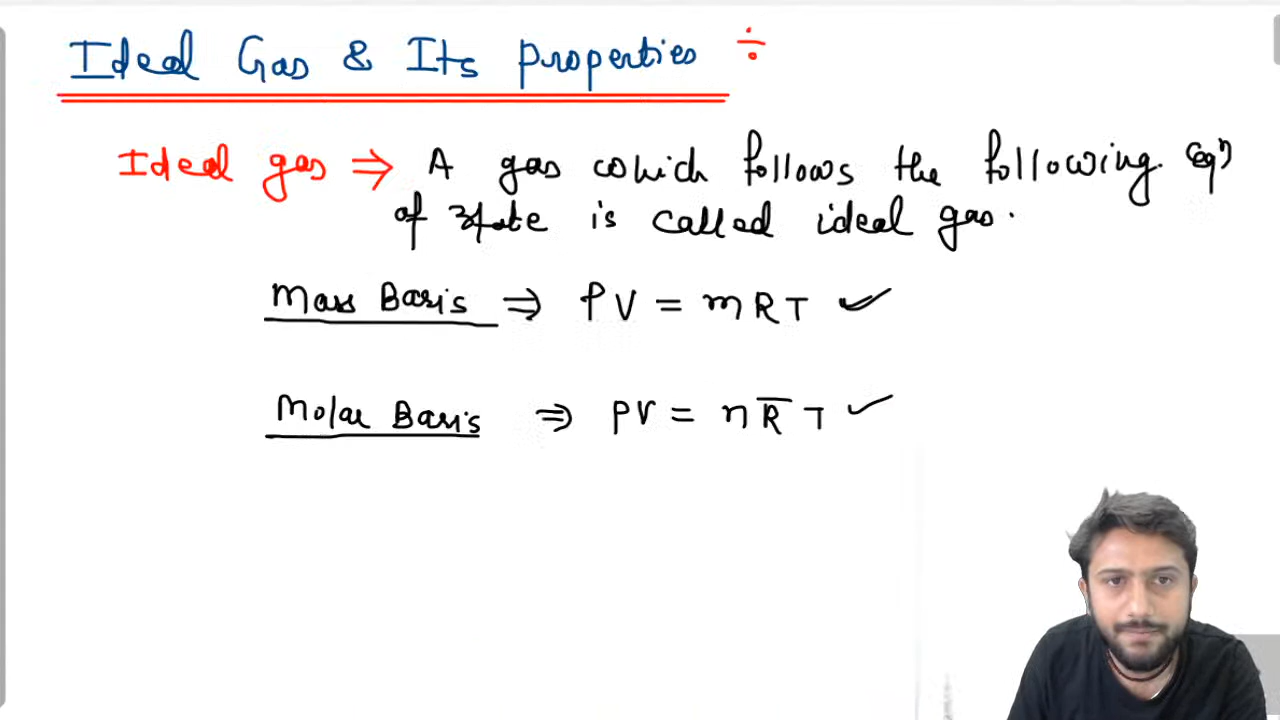 Ideal Gas & Its properties ÷
Ideal gas ⇒ A gas which follows the following eqⁿ
of state is called ideal gas.
Mass Basis ⇒ PV = mRT ✓
Molar Basis ⇒ PV = nR̅T ✓